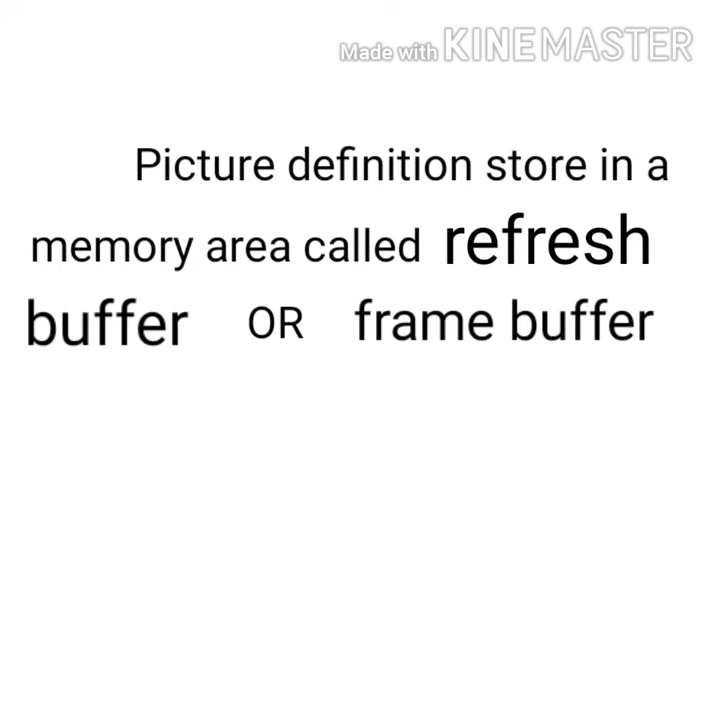 Made with KINEMASTER
Picture definition store in a
memory area called refresh
buffer OR frame buffer